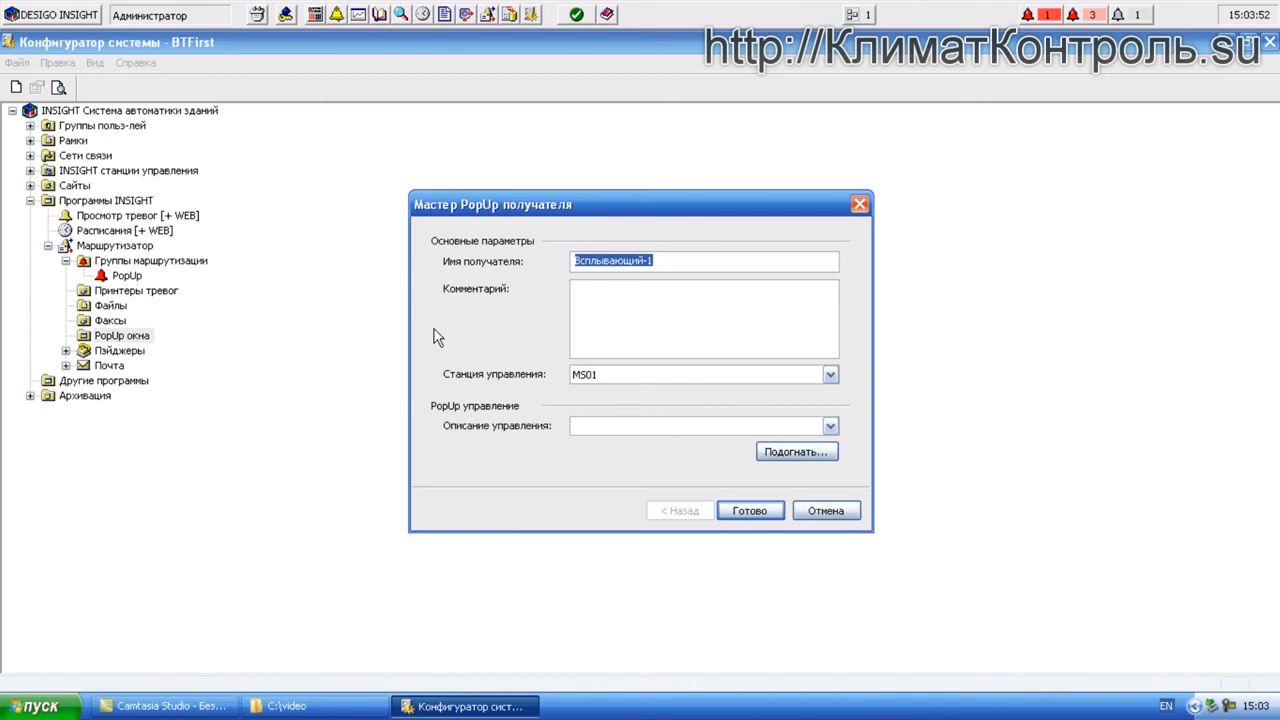 DESIGO INSIGHT Администратор 1 1 3 1 15:03:52
Конфигуратор системы - BTFirst
http://КлиматКонтроль.su
Файл Правка Вид Справка
INSIGHT Система автоматики зданий
Группы польз-лей
Рамки
Сети связи
INSIGHT станции управления
Сайты
Программы INSIGHT
Просмотр тревог [+ WEB]
Расписания [+ WEB]
Маршрутизатор
Группы маршрутизации
PopUp
Принтеры тревог
Файлы
Факсы
PopUp окна
Пэйджеры
Почта
Другие программы
Архивация
Мастер PopUp получателя
Основные параметры
Имя получателя: Всплывающий-1
Комментарий:
Станция управления: MS01
PopUp управление
Описание управления:
Подогнать...
< Назад Готово Отмена
пуск Camtasia Studio - Без... C:\video Конфигуратор сист... EN 15:03